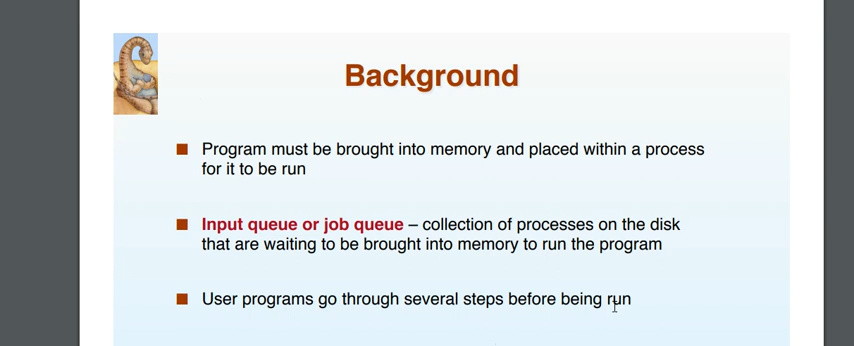 Background
Program must be brought into memory and placed within a process
for it to be run
Input queue or job queue – collection of processes on the disk
that are waiting to be brought into memory to run the program
User programs go through several steps before being run